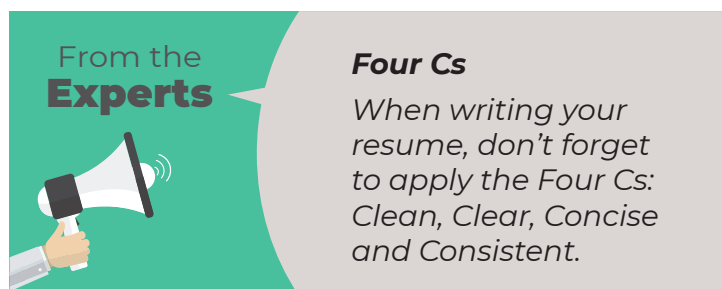 From the
Experts
Four Cs
When writing your
resume, don’t forget
to apply the Four Cs:
Clean, Clear, Concise
and Consistent.